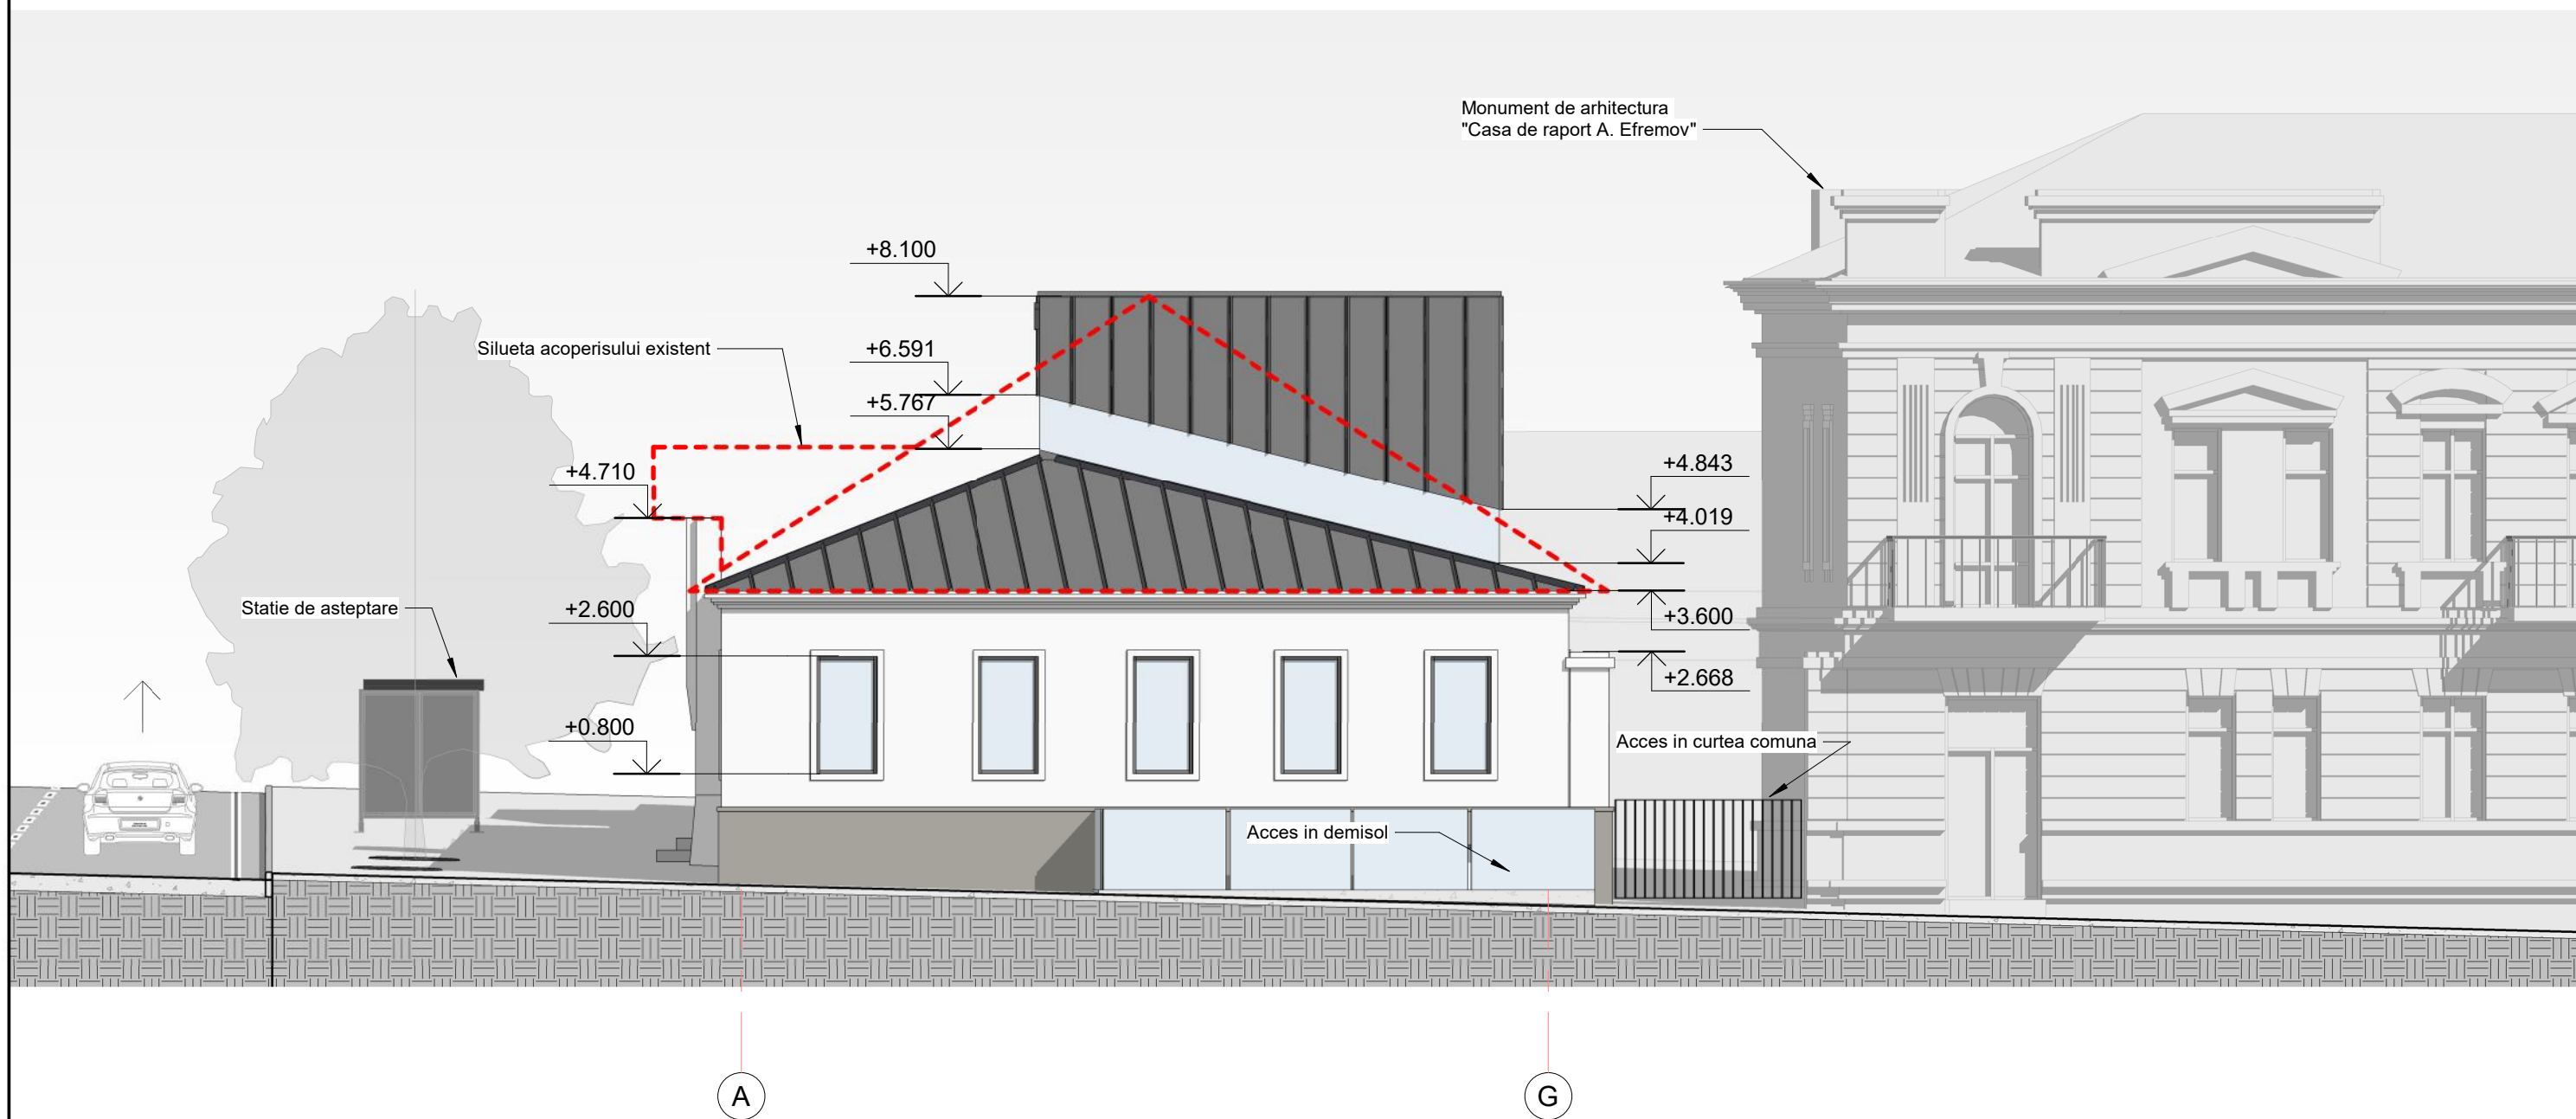 Monument de arhitectura
"Casa de raport A. Efremov"
+8.100
Silueta acoperisului existent
+6.591
+5.767
+4.710
+4.843
+4.019
Statie de asteptare
+2.600
+3.600
+2.668
+0.800
Acces in curtea comuna
Acces in demisol
A
G